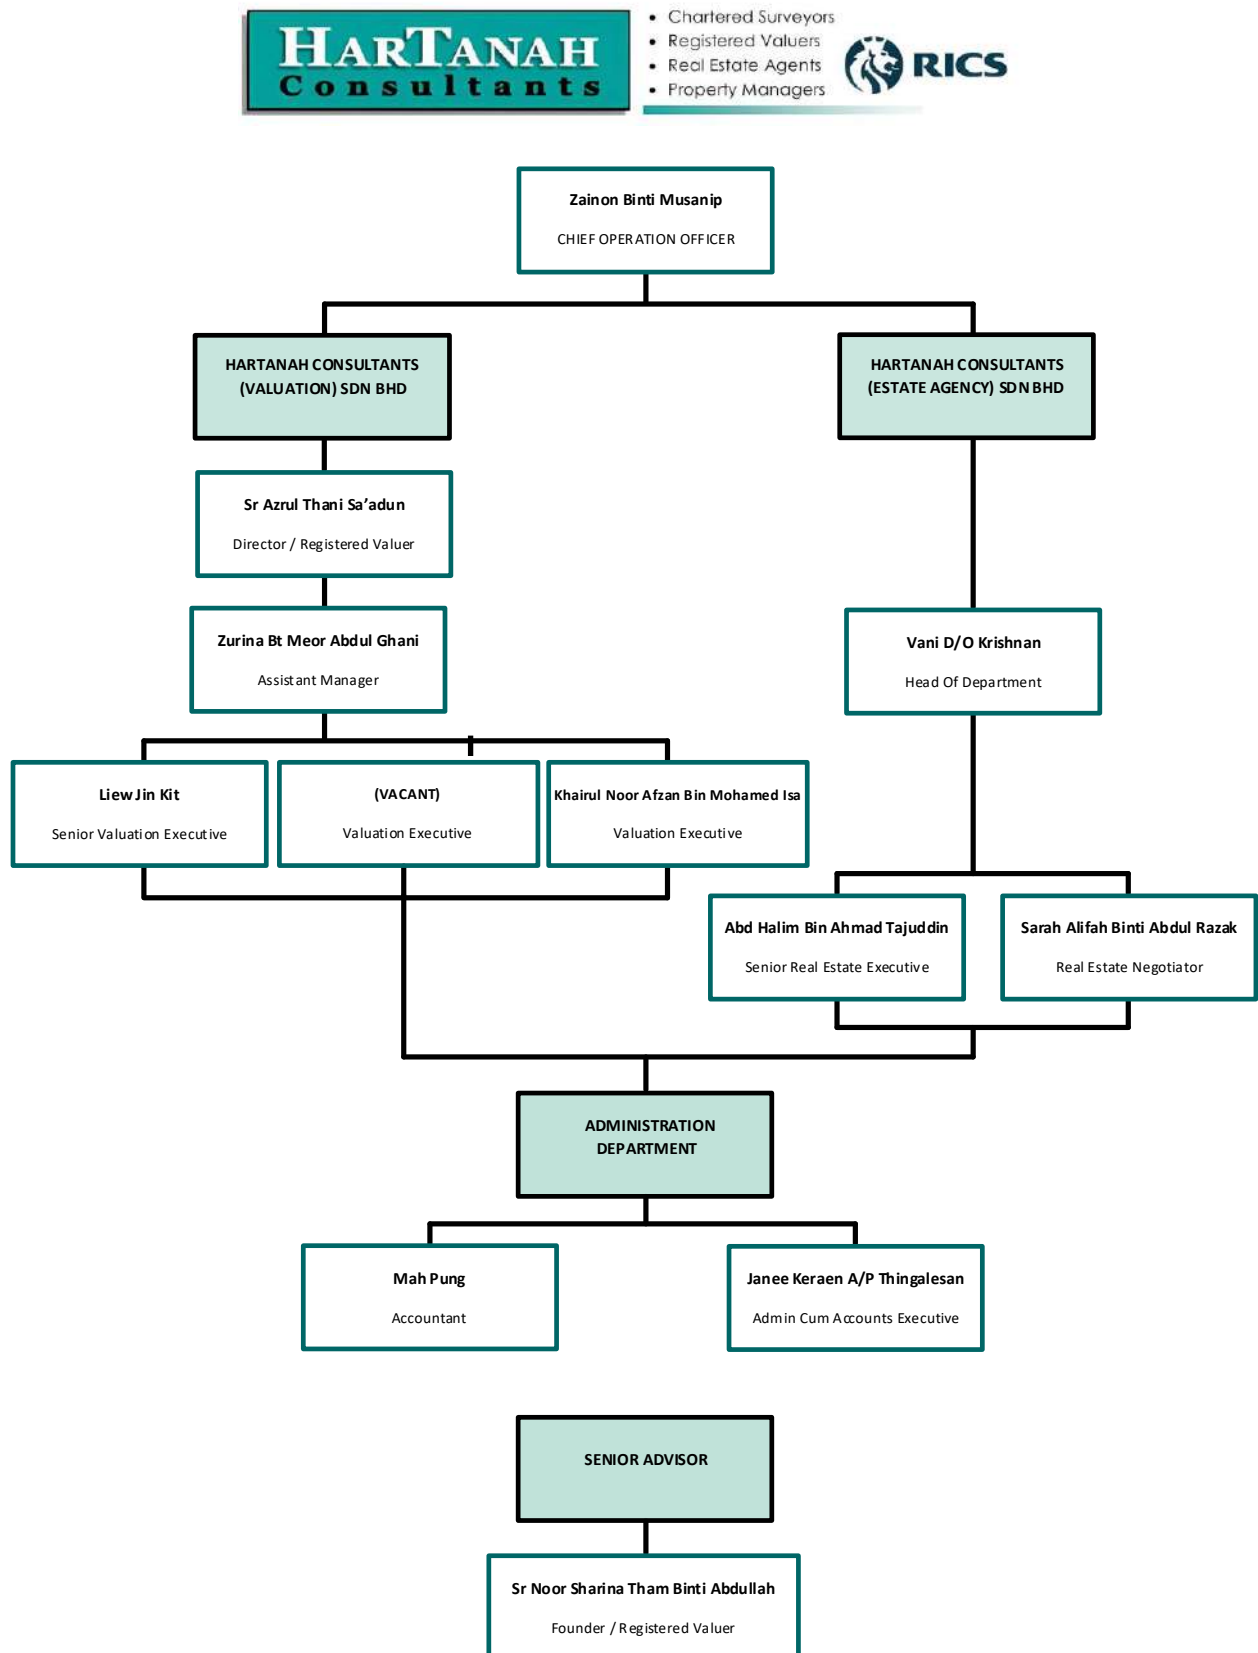 HARTANAH
Consultants
• Chartered Surveyors
• Registered Valuers
• Real Estate Agents
• Property Managers
RICS
Zainon Binti Musanip
CHIEF OPERATION OFFICER
HARTANAH CONSULTANTS
(VALUATION) SDN BHD
HARTANAH CONSULTANTS
(ESTATE AGENCY) SDN BHD
Sr Azrul Thani Sa’adun
Director / Registered Valuer
Zurina Bt Meor Abdul Ghani
Assistant Manager
Vani D/O Krishnan
Head Of Department
Liew Jin Kit
Senior Valuation Executive
(VACANT)
Valuation Executive
Khairul Noor Afzan Bin Mohamed Isa
Valuation Executive
Abd Halim Bin Ahmad Tajuddin
Senior Real Estate Executive
Sarah Alifah Binti Abdul Razak
Real Estate Negotiator
ADMINISTRATION
DEPARTMENT
Mah Pung
Accountant
Janee Keraen A/P Thingalesan
Admin Cum Accounts Executive
SENIOR ADVISOR
Sr Noor Sharina Tham Binti Abdullah
Founder / Registered Valuer